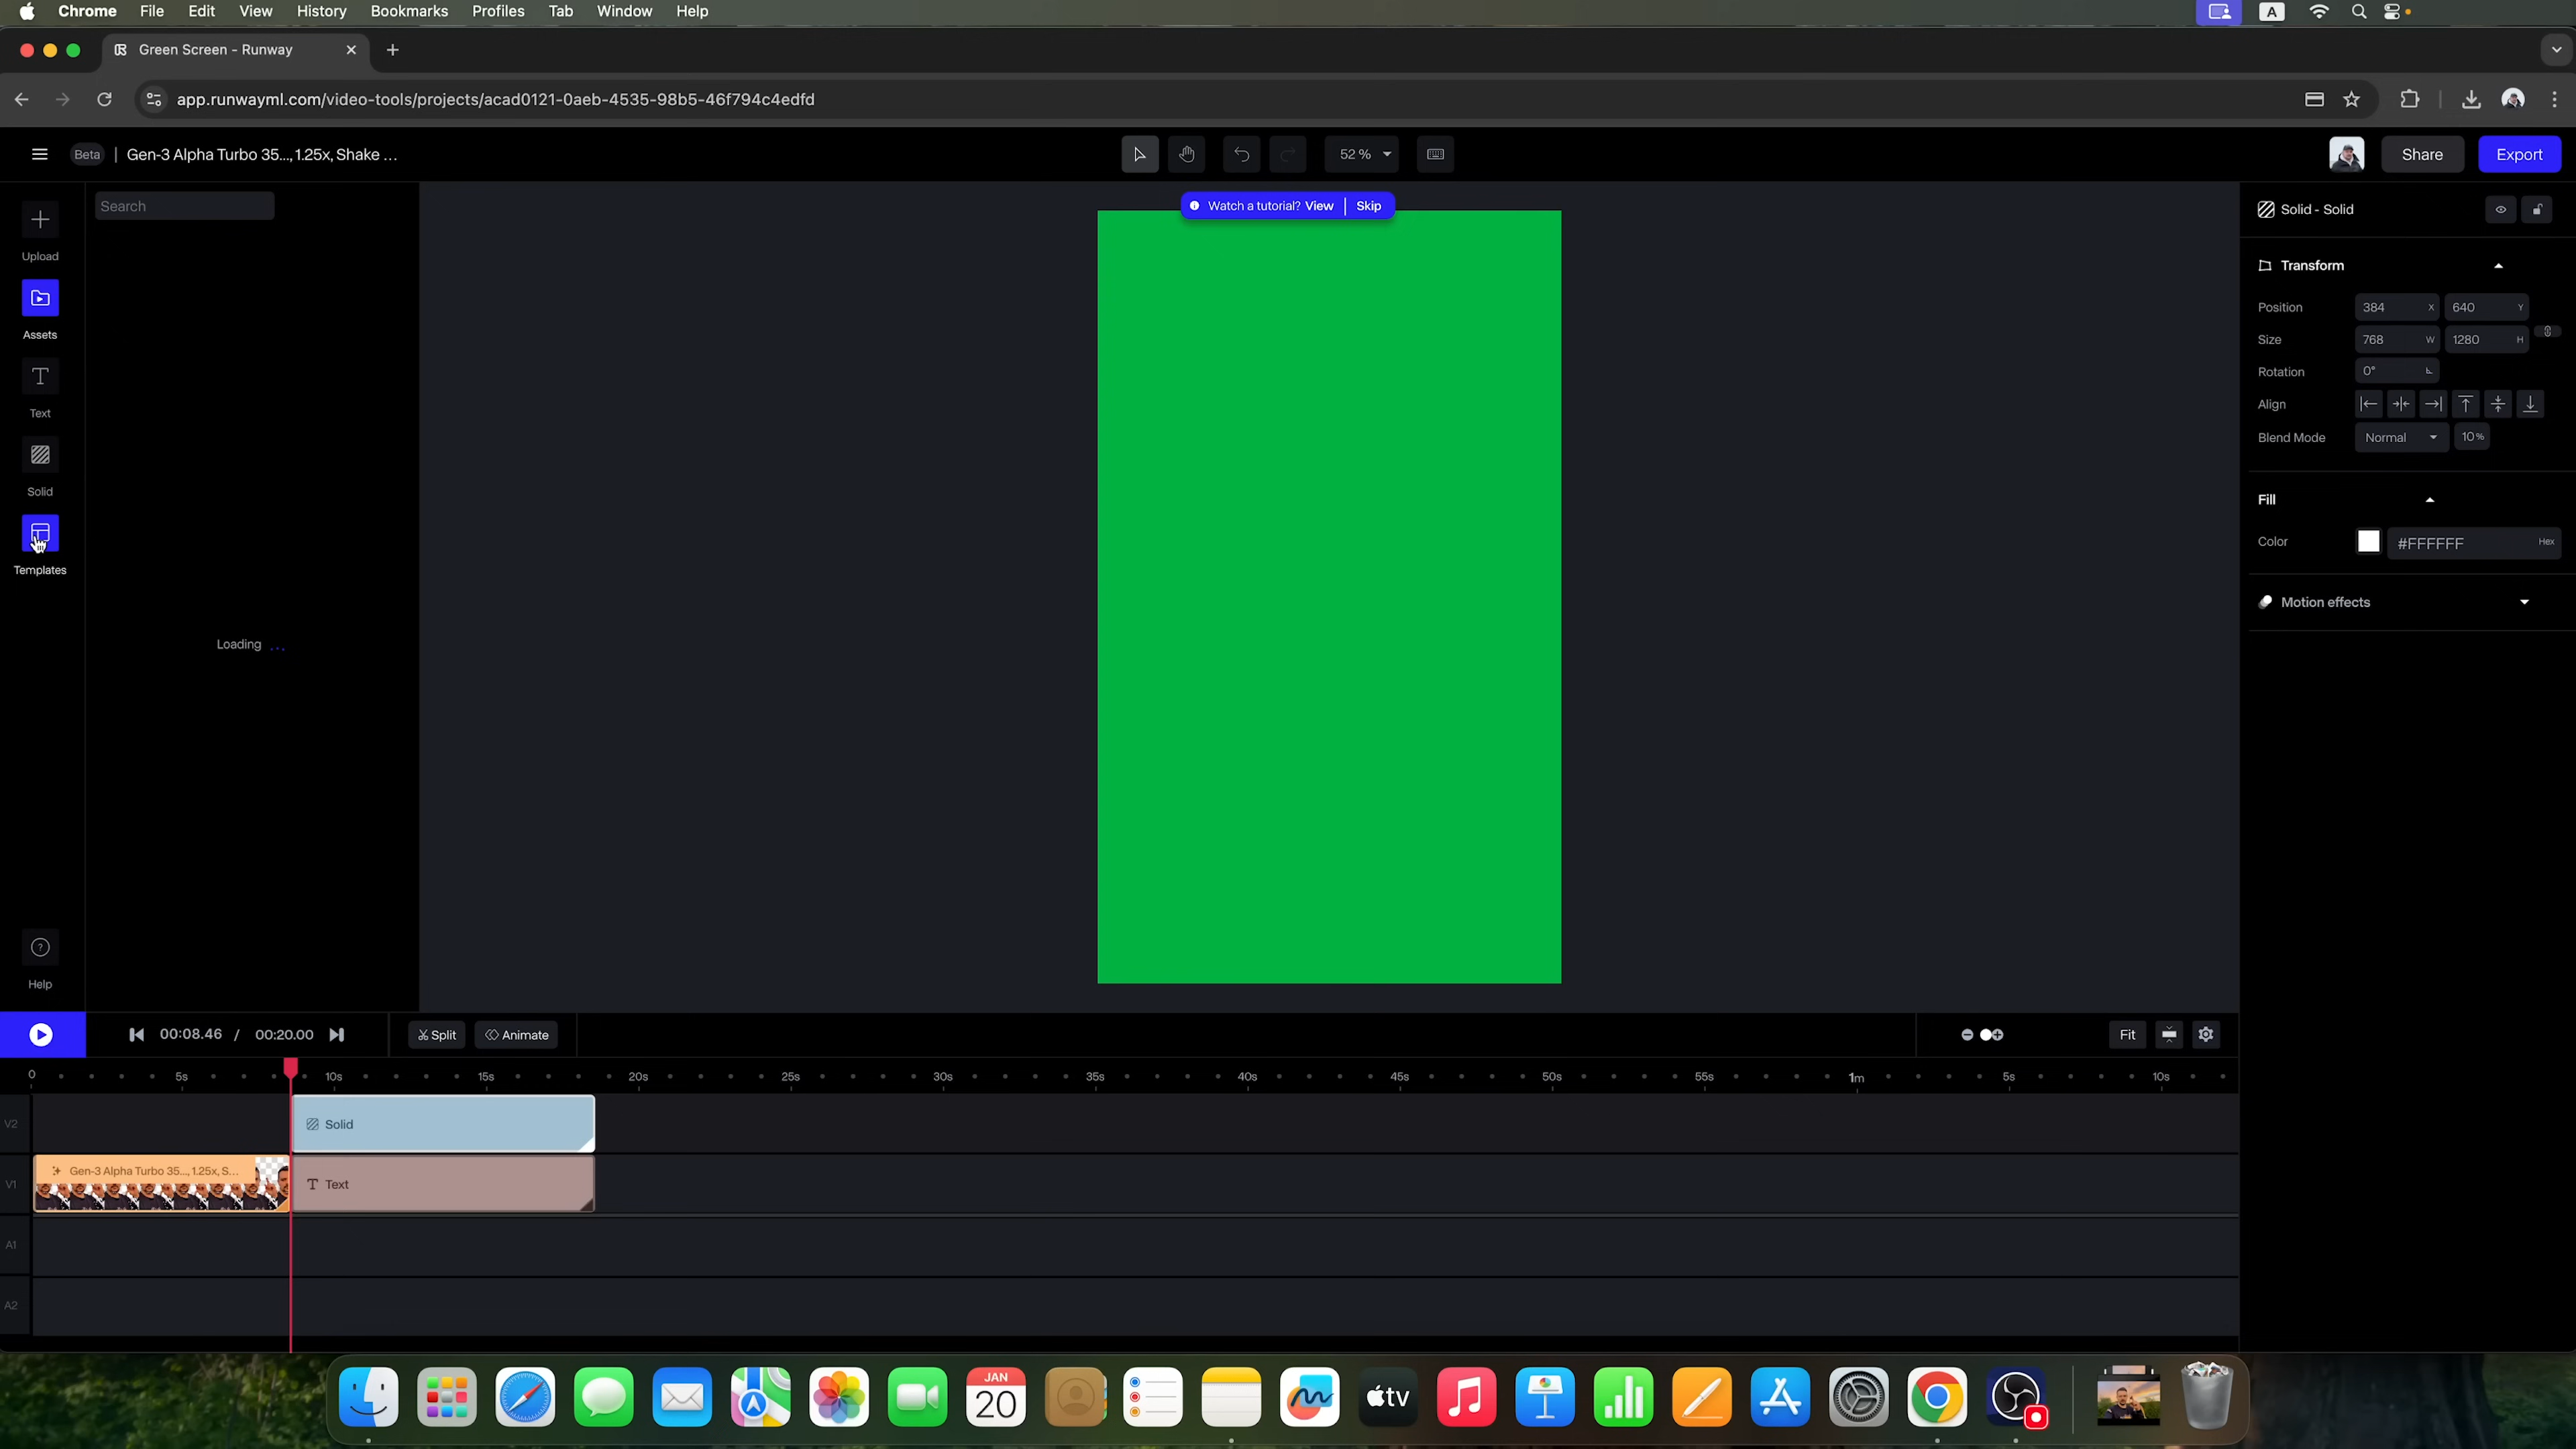 Chrome File Edit View History Bookmarks Profiles Tab Window Help A
Green Screen - Runway
app.runwayml.com/video-tools/projects/acad0121-0aeb-4535-98b5-46f794c4edfd
Beta | Gen-3 Alpha Turbo 35..., 1.25x, Shake ...
52 %
Share
Export
Search
Watch a tutorial? View | Skip
Upload
Assets
Text
Solid
Templates
Loading ...
Help
Solid - Solid
Transform
Position 384 X 640 Y
Size 768 W 1280 H
Rotation 0°
Align
Blend Mode Normal 10%
Fill
Color #FFFFFF Hex
Motion effects
00:08.46 / 00:20.00
Split
Animate
Fit
0 5s 10s 15s 20s 25s 30s 35s 40s 45s 50s 55s 1m 5s 10s
V2 Solid
V1 Gen-3 Alpha Turbo 35..., 1.25x, S... Text
A1
A2
JAN
20
tv